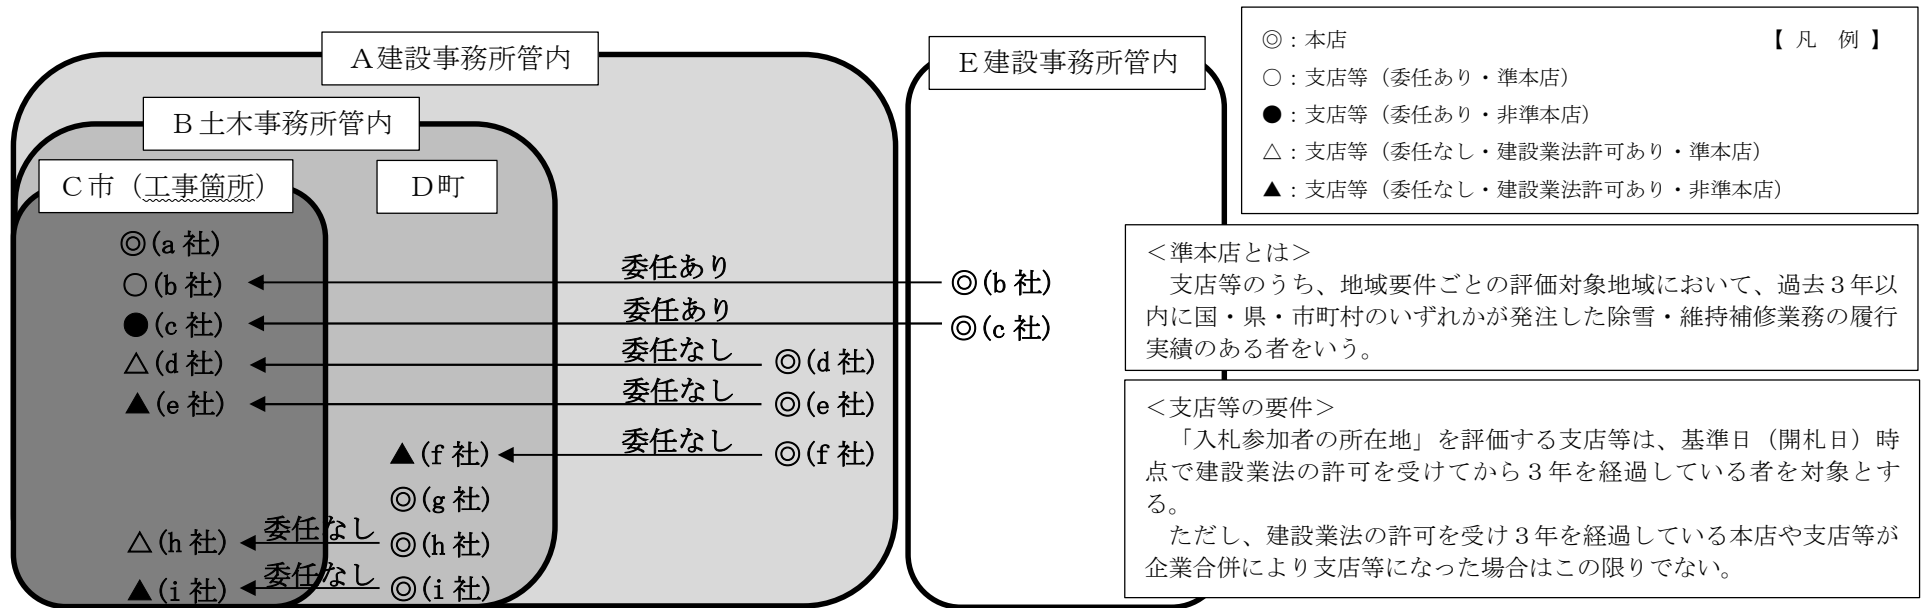 A建設事務所管内
E建設事務所管内
B土木事務所管内
C市（工事箇所）
D町
◎(a 社)
委任あり
○(b 社)
◎(b 社)
委任あり
●(c 社)
◎(c 社)
委任なし
△(d 社)
◎(d 社)
委任なし
▲(e 社)
◎(e 社)
委任なし
▲(f 社)
◎(f 社)
◎(g 社)
委任なし
△(h 社)
◎(h 社)
委任なし
▲(i 社)
◎(i 社)
◎：本店　【 凡　例 】
○：支店等（委任あり・準本店）
●：支店等（委任あり・非準本店）
△：支店等（委任なし・建設業法許可あり・準本店）
▲：支店等（委任なし・建設業法許可あり・非準本店）
＜準本店とは＞
　支店等のうち、地域要件ごとの評価対象地域において、過去３年以
内に国・県・市町村のいずれかが発注した除雪・維持補修業務の履行
実績のある者をいう。
＜支店等の要件＞
　「入札参加者の所在地」を評価する支店等は、基準日（開札日）時
点で建設業法の許可を受けてから３年を経過している者を対象とす
る。
　ただし、建設業法の許可を受け３年を経過している本店や支店等が
企業合併により支店等になった場合はこの限りでない。